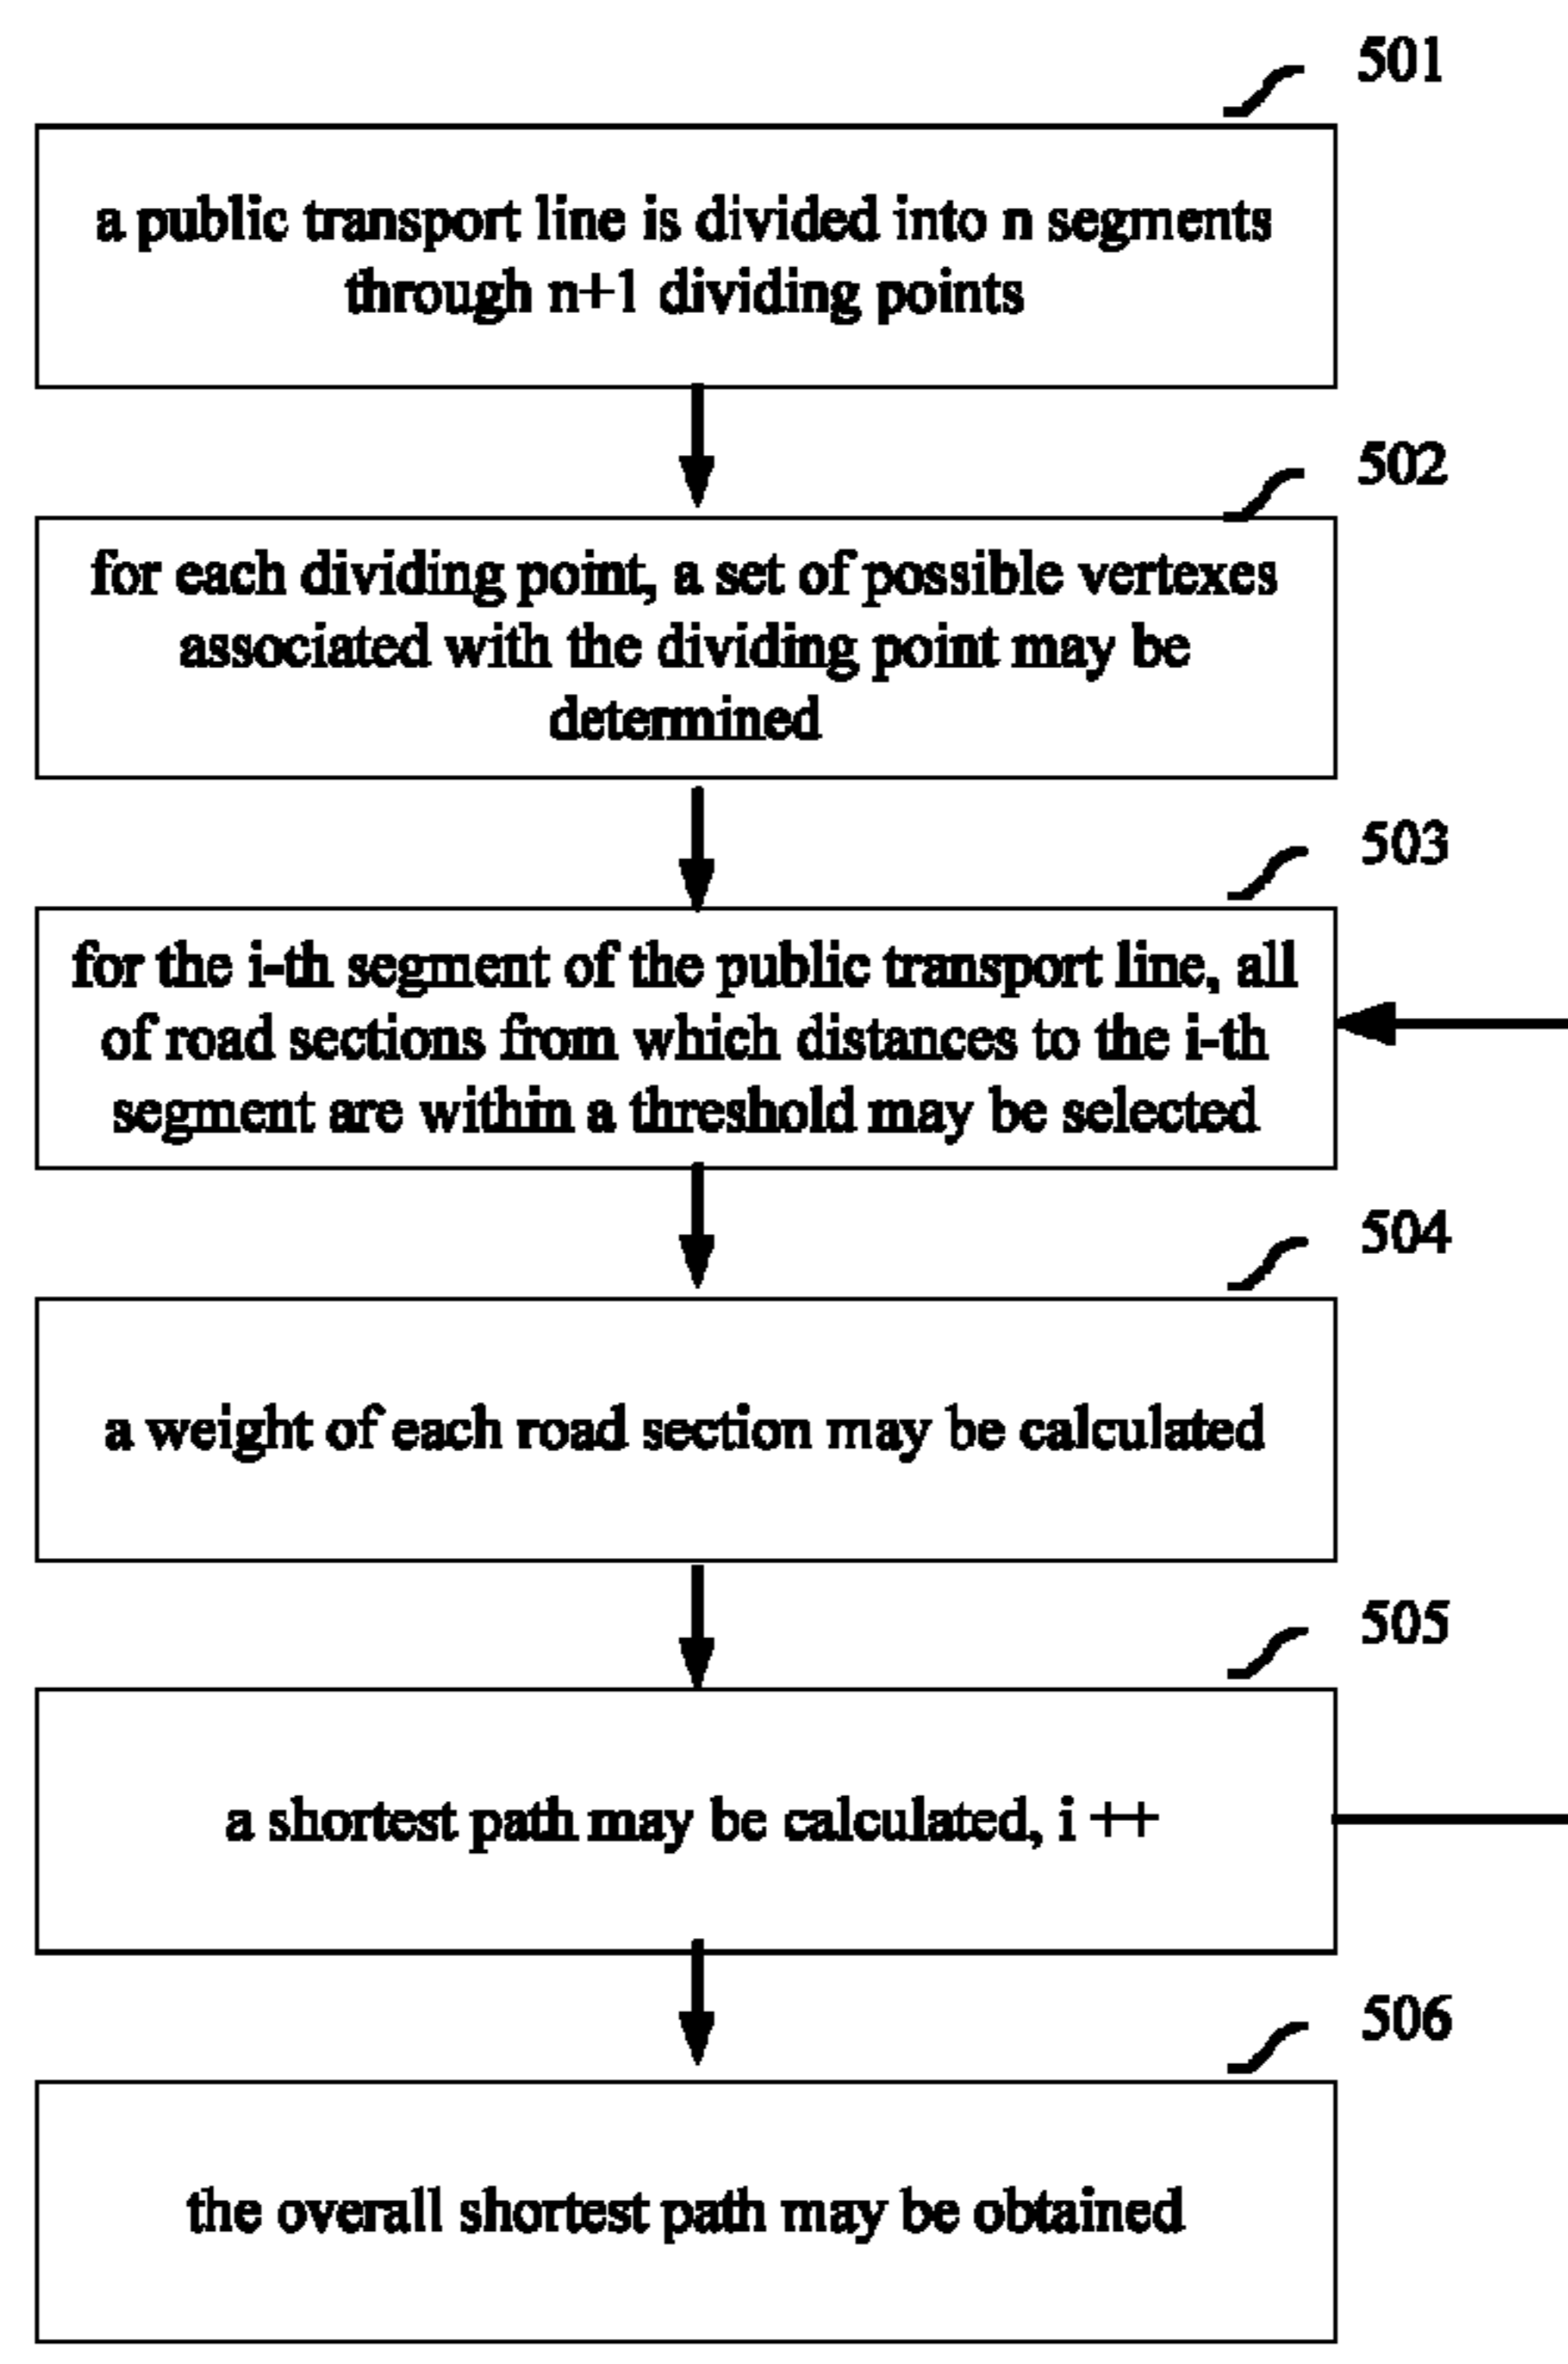 501
a public transport line is divided into n segments
through n+1 dividing points
502
for each dividing point, a set of possible vertexes
associated with the dividing point may be
determined
503
for the i-th segment of the public transport line, all
of road sections from which distances to the i-th
segment are within a threshold may be selected
504
a weight of each road section may be calculated
505
a shortest path may be calculated, i ++
506
the overall shortest path may be obtained